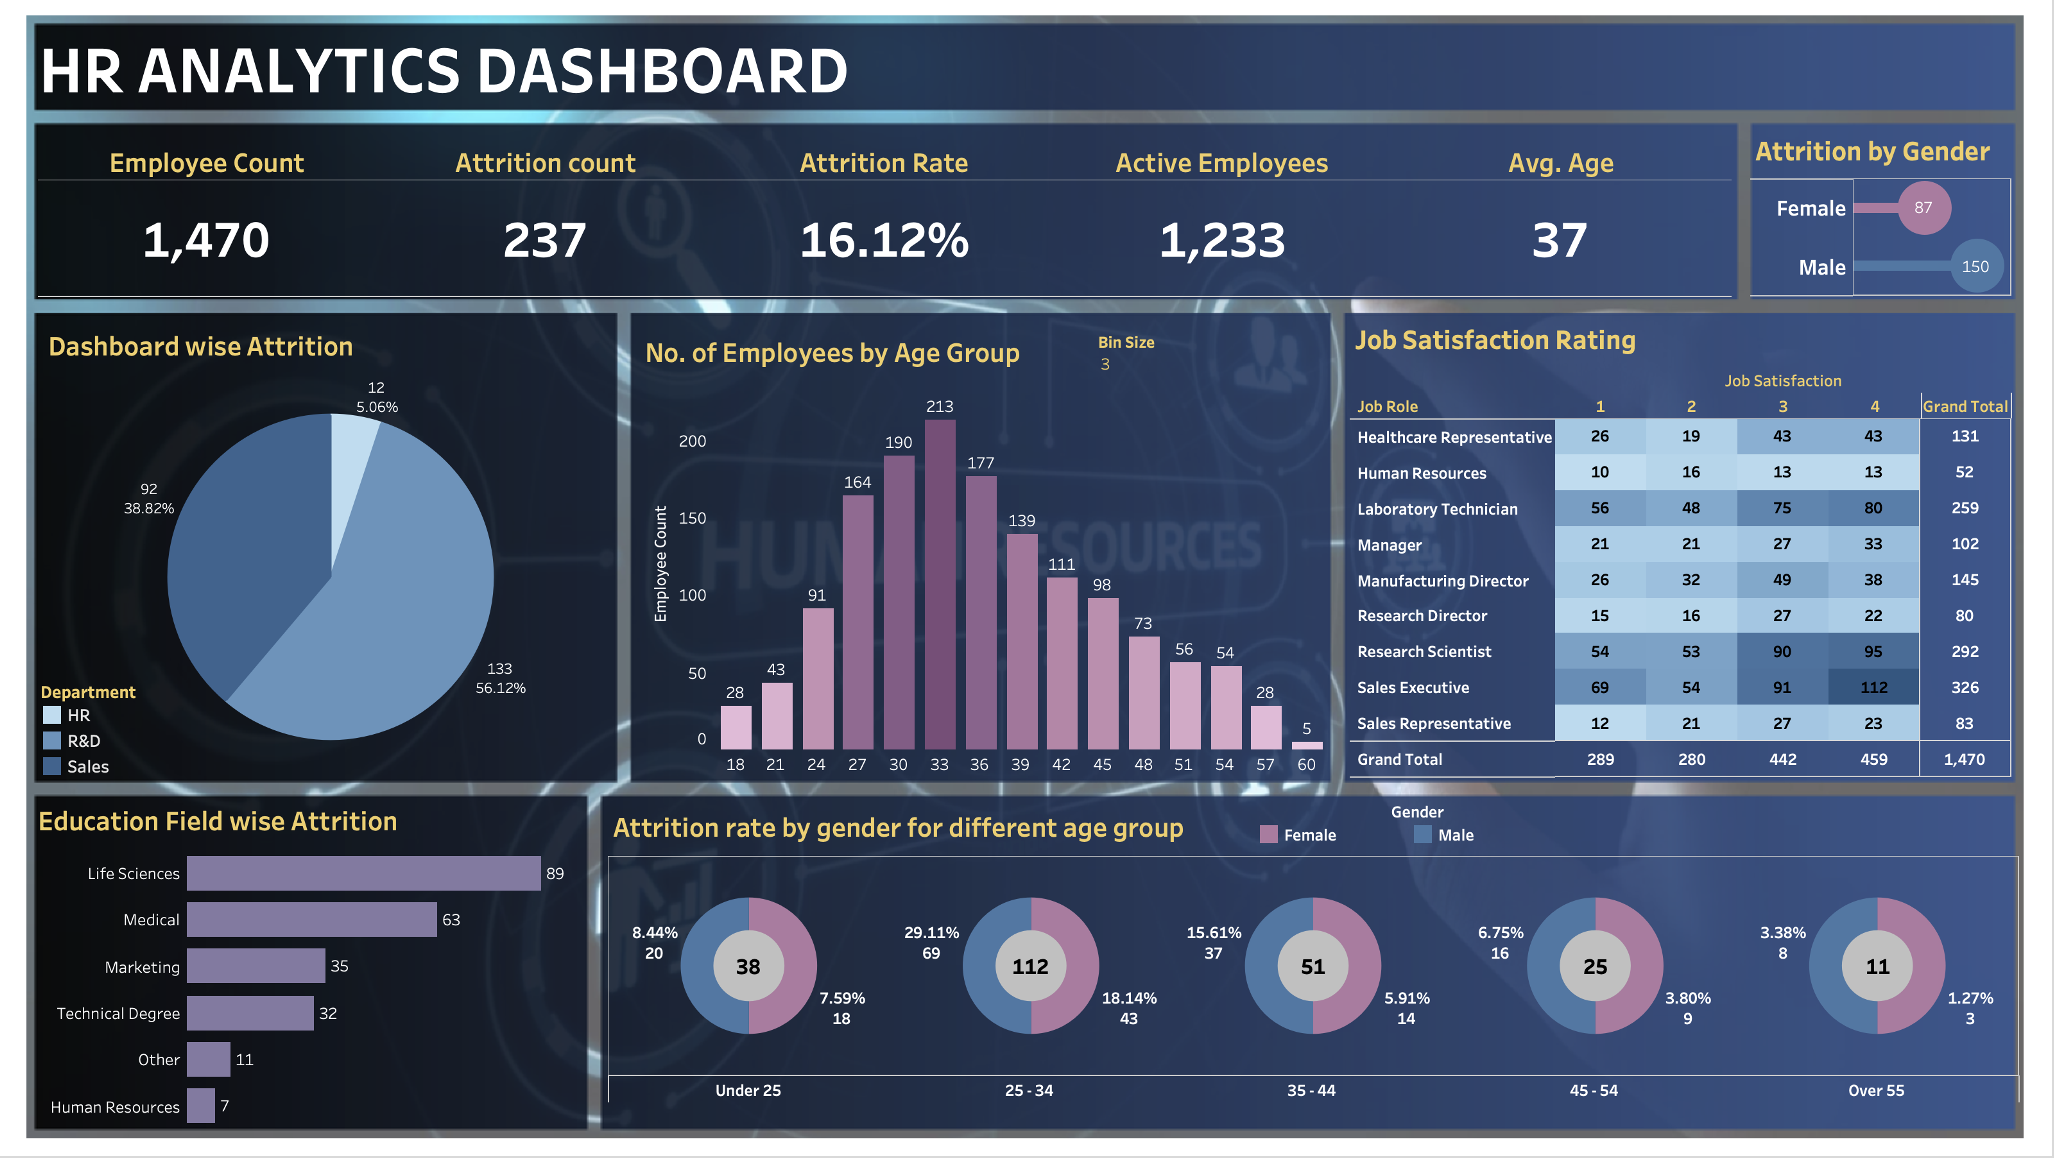 HR ANALYTICS DASHBOARD
Employee Count
Attrition count
Attrition Rate
Active Employees
Avg. Age
1,470
237
16.12%
1,233
37
Attrition by Gender
Female
87
Male
150
Dashboard wise Attrition
12
5.06%
92
38.82%
133
56.12%
Department
HR
R&D
Sales
No. of Employees by Age Group
Bin Size
3
Employee Count
200
150
100
50
0
28
43
91
164
190
213
177
139
111
98
73
56
54
28
5
18 21 24 27 30 33 36 39 42 45 48 51 54 57 60
HUMAN RESOURCES
Job Satisfaction Rating
Job Satisfaction
Job Role 1 2 3 4 Grand Total
Healthcare Representative 26 19 43 43 131
Human Resources 10 16 13 13 52
Laboratory Technician 56 48 75 80 259
Manager 21 21 27 33 102
Manufacturing Director 26 32 49 38 145
Research Director 15 16 27 22 80
Research Scientist 54 53 90 95 292
Sales Executive 69 54 91 112 326
Sales Representative 12 21 27 23 83
Grand Total 289 280 442 459 1,470
Education Field wise Attrition
Life Sciences 89
Medical 63
Marketing 35
Technical Degree 32
Other 11
Human Resources 7
Attrition rate by gender for different age group
Gender
Female
Male
8.44%
20
38
7.59%
18
29.11%
69
112
18.14%
43
15.61%
37
51
5.91%
14
6.75%
16
25
3.80%
9
3.38%
8
11
1.27%
3
Under 25
25 - 34
35 - 44
45 - 54
Over 55